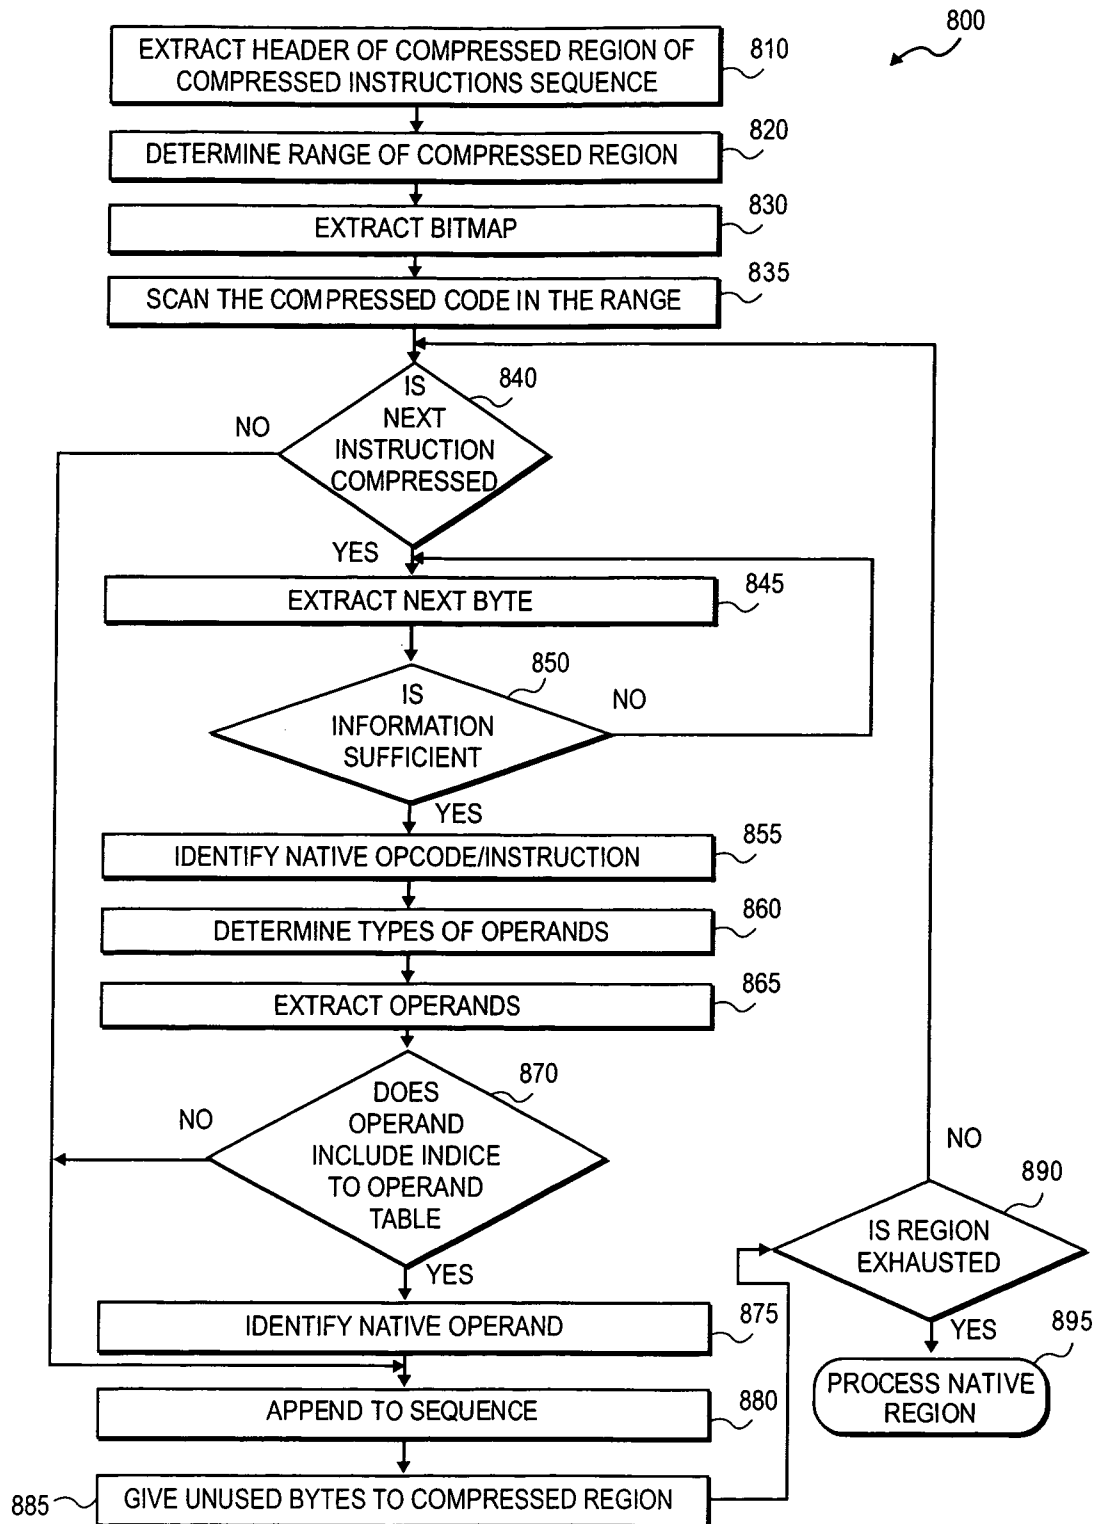 800
EXTRACT HEADER OF COMPRESSED REGION OF
COMPRESSED INSTRUCTIONS SEQUENCE
810
DETERMINE RANGE OF COMPRESSED REGION
820
EXTRACT BITMAP
830
SCAN THE COMPRESSED CODE IN THE RANGE
835
IS
NEXT
INSTRUCTION
COMPRESSED
840
NO
YES
EXTRACT NEXT BYTE
845
IS
INFORMATION
SUFFICIENT
850
NO
YES
IDENTIFY NATIVE OPCODE/INSTRUCTION
855
DETERMINE TYPES OF OPERANDS
860
EXTRACT OPERANDS
865
DOES
OPERAND
INCLUDE INDICE
TO OPERAND
TABLE
870
NO
YES
IDENTIFY NATIVE OPERAND
875
APPEND TO SEQUENCE
880
885
GIVE UNUSED BYTES TO COMPRESSED REGION
NO
890
IS REGION
EXHAUSTED
YES
895
PROCESS NATIVE
REGION